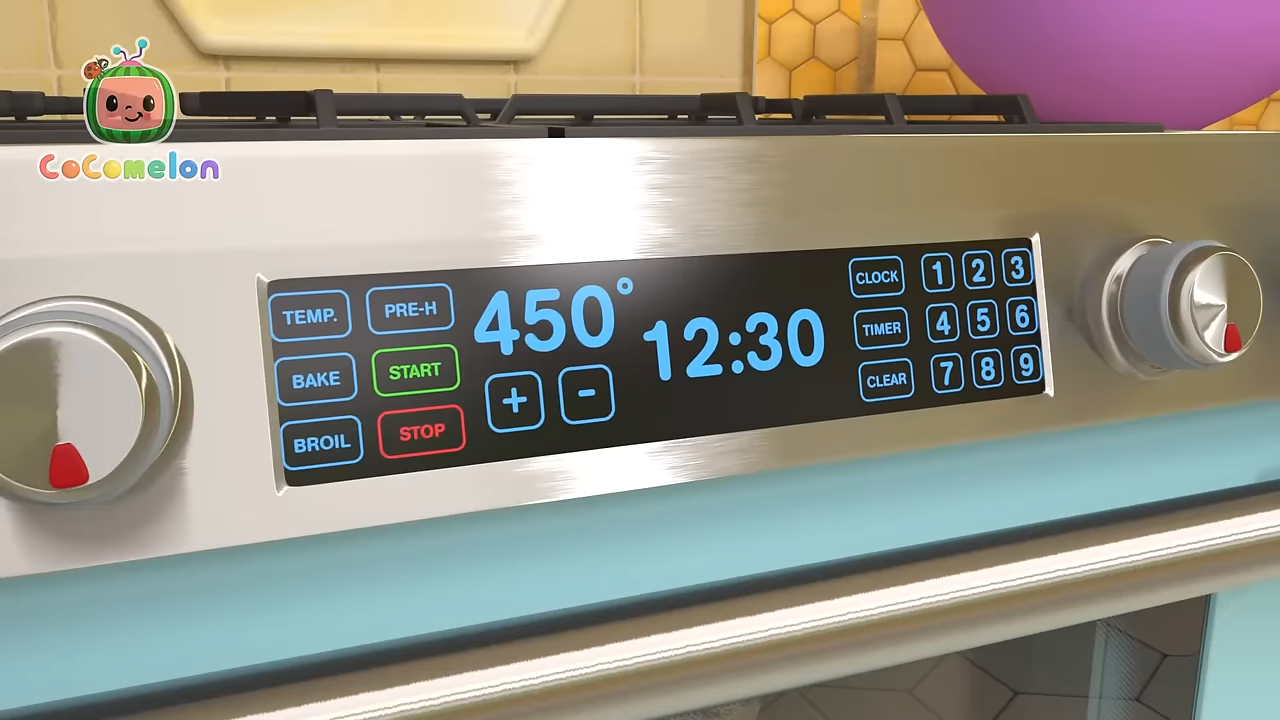 CoComelon
TEMP. PRE-H
BAKE START
BROIL STOP
450°
+ -
12:30
CLOCK 1 2 3
TIMER 4 5 6
CLEAR 7 8 9